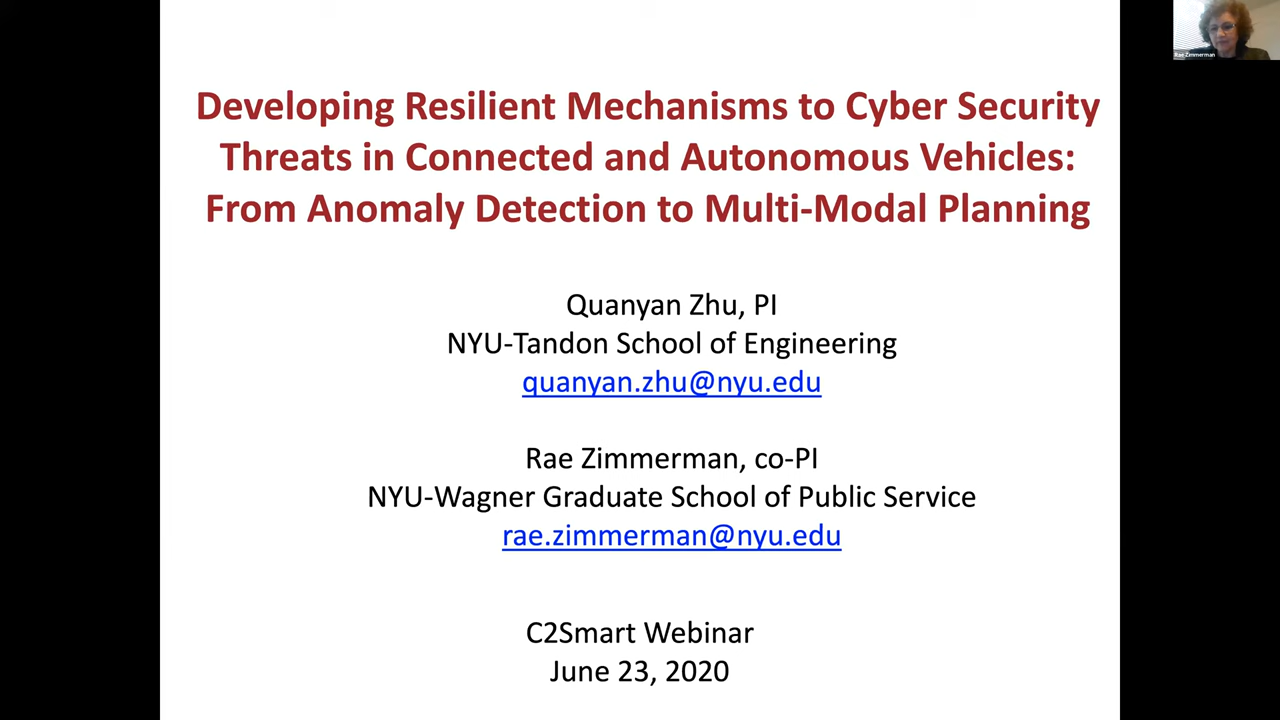 Developing Resilient Mechanisms to Cyber Security
Threats in Connected and Autonomous Vehicles:
From Anomaly Detection to Multi-Modal Planning
Quanyan Zhu, PI
NYU-Tandon School of Engineering
quanyan.zhu@nyu.edu
Rae Zimmerman, co-PI
NYU-Wagner Graduate School of Public Service
rae.zimmerman@nyu.edu
C2Smart Webinar
June 23, 2020
Rae Zimmerman